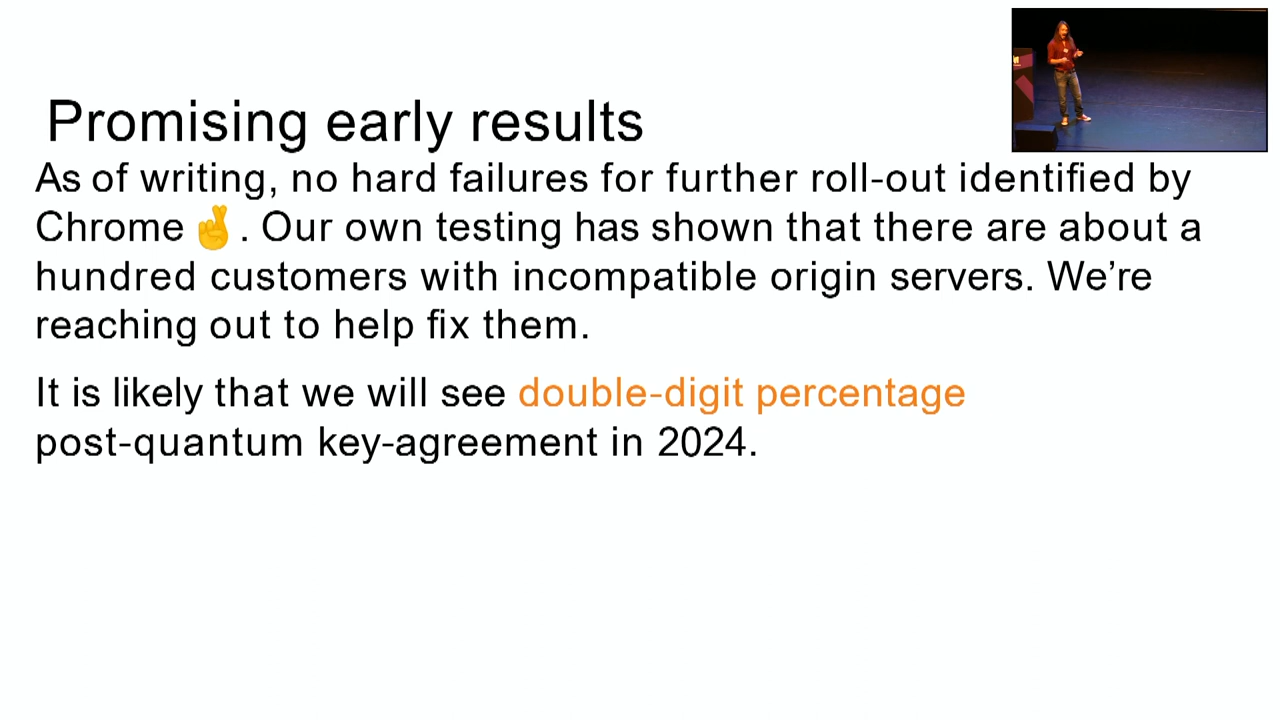 Promising early results
As of writing, no hard failures for further roll-out identified by
Chrome 🤞. Our own testing has shown that there are about a
hundred customers with incompatible origin servers. We’re
reaching out to help fix them.
It is likely that we will see double-digit percentage
post-quantum key-agreement in 2024.